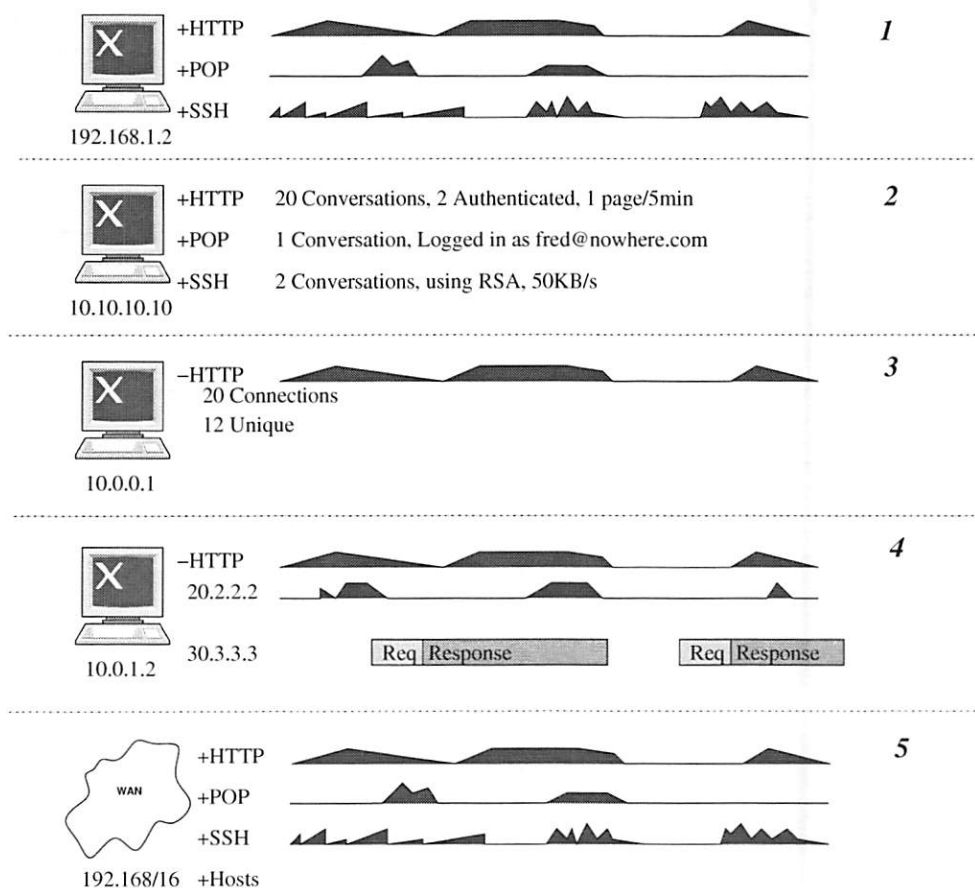 +HTTP
1
+POP
+SSH
192.168.1.2
+HTTP 20 Conversations, 2 Authenticated, 1 page/5min
2
+POP 1 Conversation, Logged in as fred@nowhere.com
+SSH 2 Conversations, using RSA, 50KB/s
10.10.10.10
−HTTP
3
20 Connections
12 Unique
10.0.0.1
−HTTP
4
20.2.2.2
30.3.3.3 Req Response Req Response
10.0.1.2
+HTTP
5
WAN
+POP
+SSH
192.168/16 +Hosts